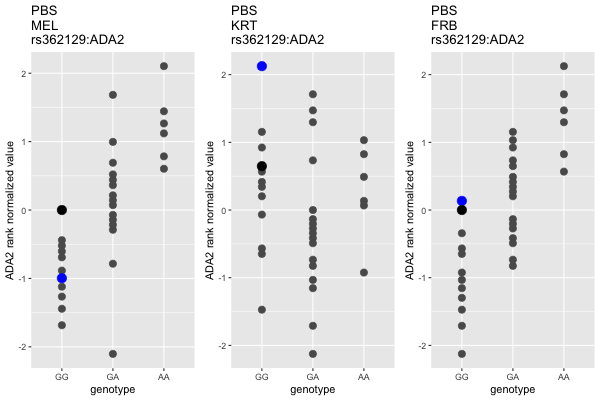 PBS
MEL
rs362129:ADA2
ADA2 rank normalized value
2
1
0
-1
-2
GG
GA
AA
genotype
PBS
KRT
rs362129:ADA2
ADA2 rank normalized value
2
1
0
-1
-2
GG
GA
AA
genotype
PBS
FRB
rs362129:ADA2
ADA2 rank normalized value
2
1
0
-1
-2
GG
GA
AA
genotype